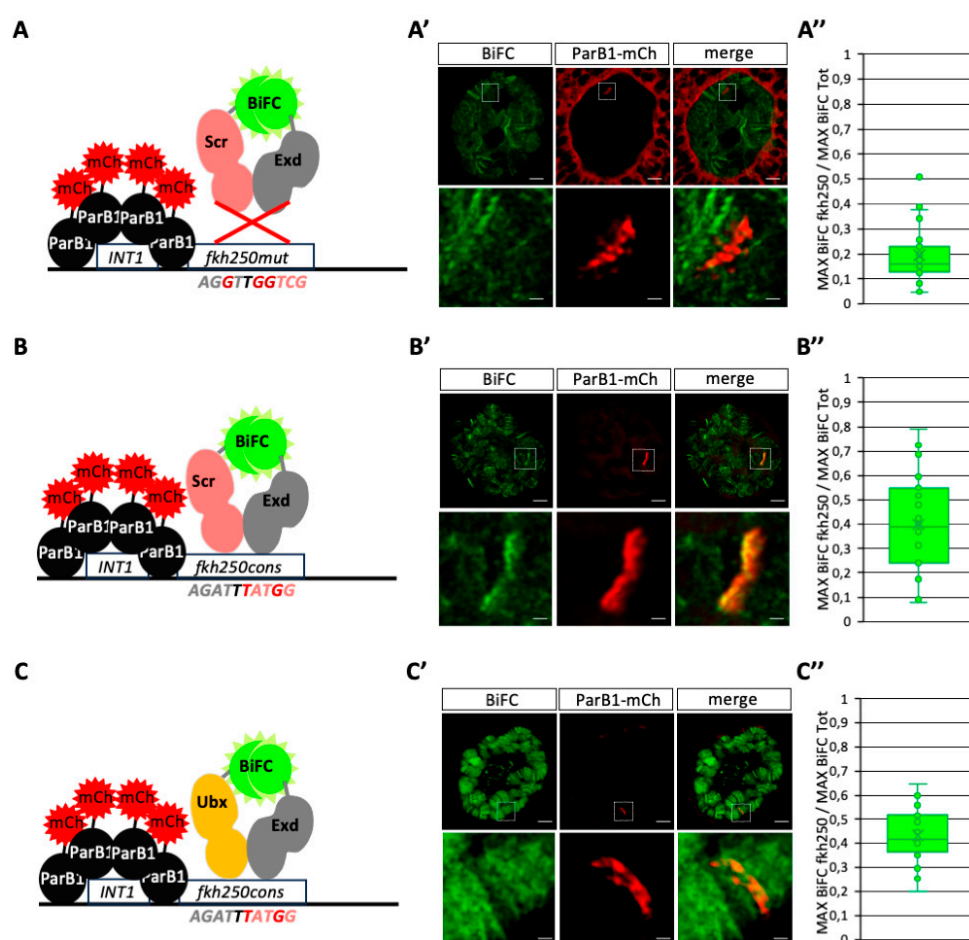 A
A’
A’’
BiFC
ParB1-mCh
merge
BiFC
Scr
Exd
mCh
mCh
mCh
mCh
ParB1
ParB1
ParB1
ParB1
INT1
fkh250mut
AGGTTGGTCG
MAX BiFC fkh250 / MAX BiFC Tot
1
0,9
0,8
0,7
0,6
0,5
0,4
0,3
0,2
0,1
0
B
B’
B’’
BiFC
ParB1-mCh
merge
BiFC
Scr
Exd
mCh
mCh
mCh
mCh
ParB1
ParB1
ParB1
ParB1
INT1
fkh250cons
AGATTTATGG
MAX BiFC fkh250 / MAX BiFC Tot
1
0,9
0,8
0,7
0,6
0,5
0,4
0,3
0,2
0,1
0
C
C’
C’’
BiFC
ParB1-mCh
merge
BiFC
Ubx
Exd
mCh
mCh
mCh
mCh
ParB1
ParB1
ParB1
ParB1
INT1
fkh250cons
AGATTTATGG
MAX BiFC fkh250 / MAX BiFC Tot
1
0,9
0,8
0,7
0,6
0,5
0,4
0,3
0,2
0,1
0